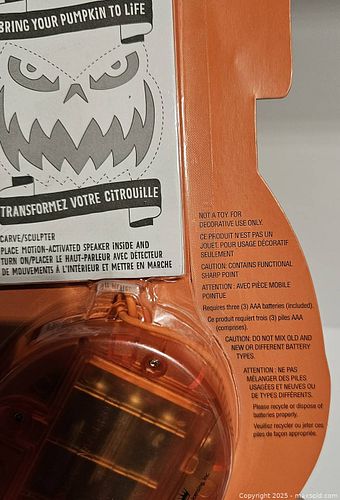 BRING YOUR PUMPKIN TO LIFE
TRANSFORMEZ VOTRE CITROUILLE
CARVE/SCULPTER
PLACE MOTION-ACTIVATED SPEAKER INSIDE AND
TURN ON/PLACER LE HAUT-PARLEUR AVEC DÉTECTEUR
DE MOUVEMENTS À L'INTÉRIEUR ET METTRE EN MARCHE
NOT A TOY FOR
DECORATIVE USE ONLY.
CE PRODUIT N'EST PAS UN
JOUET. POUR USAGE DÉCORATIF
SEULEMENT
CAUTION: CONTAINS FUNCTIONAL
SHARP POINT
ATTENTION : AVEC PIÈCE MOBILE
POINTUE
Requires three (3) AAA batteries (included).
Ce produit requiert trois (3) piles AAA
(comprises).
CAUTION: DO NOT MIX OLD AND
NEW OR DIFFERENT BATTERY
TYPES.
ATTENTION : NE PAS
MÉLANGER DES PILES
USAGÉES ET NEUVES OU
DE TYPES DIFFÉRENTS.
Please recycle or dispose of
batteries properly.
Veuillez recycler ou jeter ces
piles de façon appropriée.
Copyright 2025 - maxsold.com